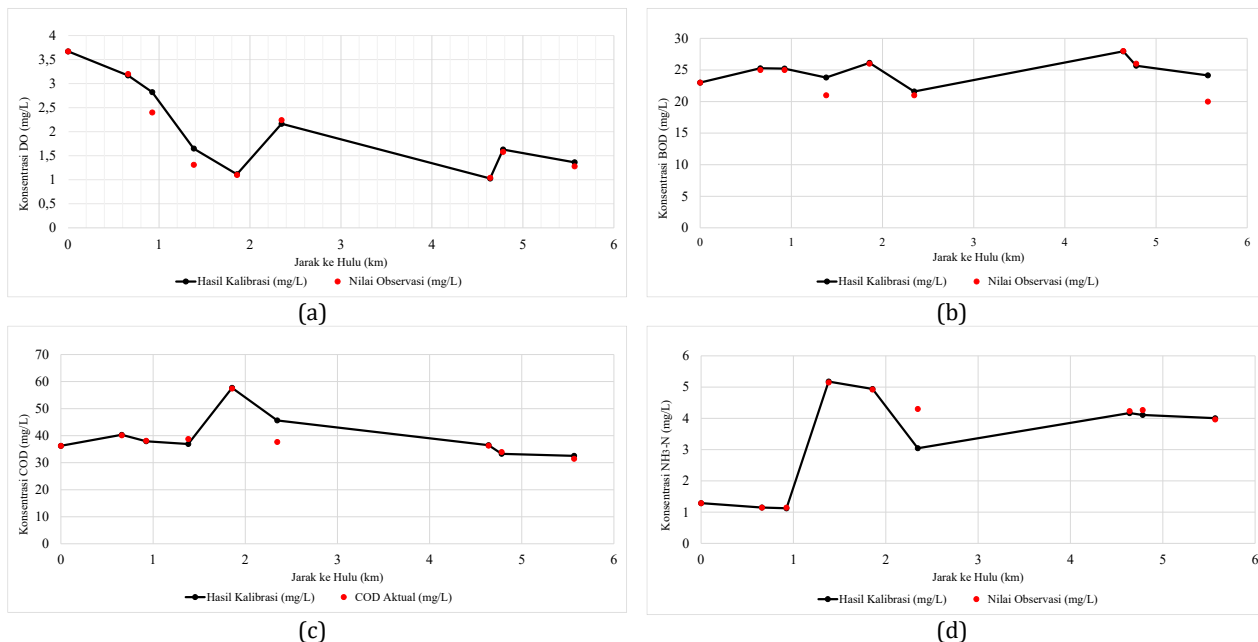 Konsentrasi DO (mg/L)
4
3,5
3
2,5
2
1,5
1
0,5
0
0 1 2 3 4 5 6
Jarak ke Hulu (km)
Hasil Kalibrasi (mg/L) Nilai Observasi (mg/L)
(a)
Konsentrasi BOD (mg/L)
30
25
20
15
10
5
0
0 1 2 3 4 5 6
Jarak ke Hulu (km)
Hasil Kalibrasi (mg/L) Nilai Observasi (mg/L)
(b)
Konsentrasi COD (mg/L)
70
60
50
40
30
20
10
0
0 1 2 3 4 5 6
Jarak ke Hulu (km)
Hasil Kalibrasi (mg/L) COD Aktual (mg/L)
(c)
Konsentrasi NH3-N (mg/L)
6
5
4
3
2
1
0
0 1 2 3 4 5 6
Jarak ke Hulu (km)
Hasil Kalibrasi (mg/L) Nilai Observasi (mg/L)
(d)